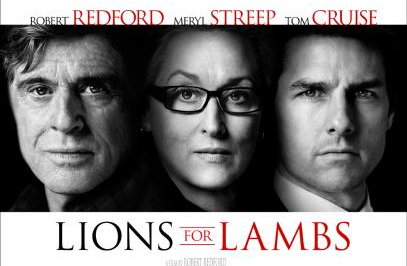 ROBERT REDFORD MERYL STREEP TOM CRUISE
LIONS FOR LAMBS
A FILM BY ROBERT REDFORD